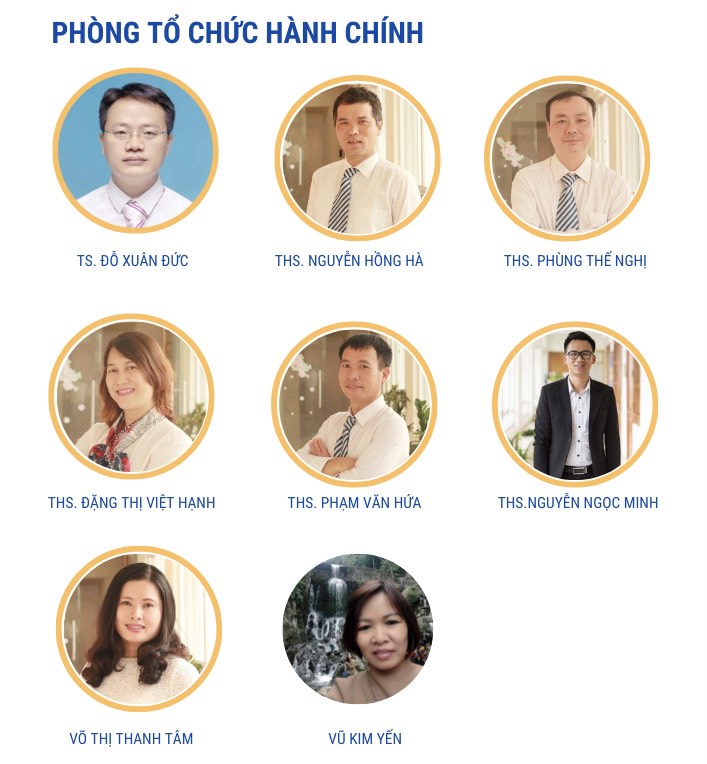 PHÒNG TỔ CHỨC HÀNH CHÍNH
TS. ĐỖ XUÂN ĐỨC
THS. NGUYỄN HỒNG HÀ
THS. PHÙNG THẾ NGHỊ
THS. ĐẶNG THỊ VIỆT HẠNH
THS. PHẠM VĂN HỨA
THS.NGUYỄN NGỌC MINH
VÕ THỊ THANH TÂM
VŨ KIM YẾN